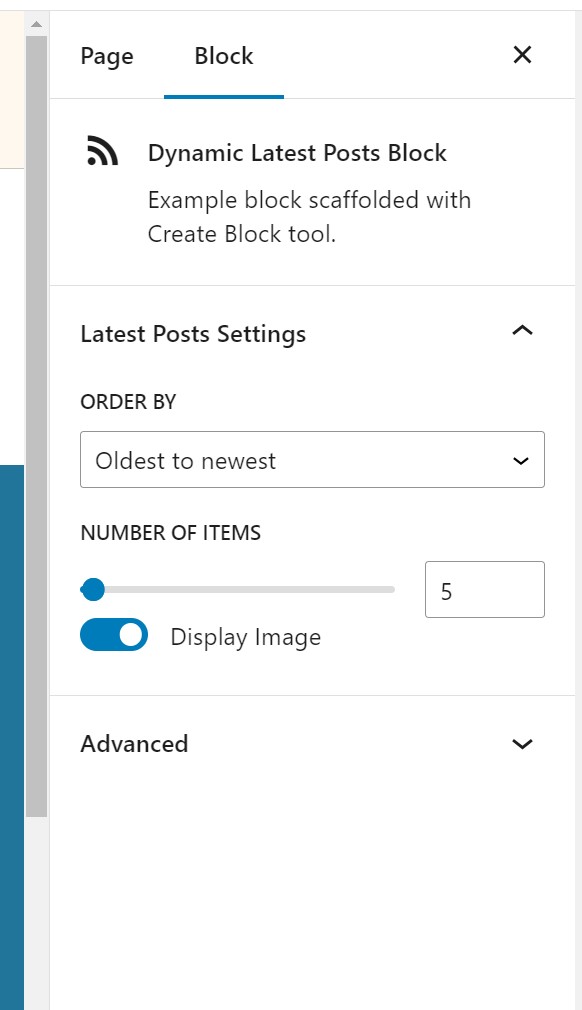 Page Block
Dynamic Latest Posts Block
Example block scaffolded with
Create Block tool.
Latest Posts Settings
ORDER BY
Oldest to newest
NUMBER OF ITEMS
5
Display Image
Advanced